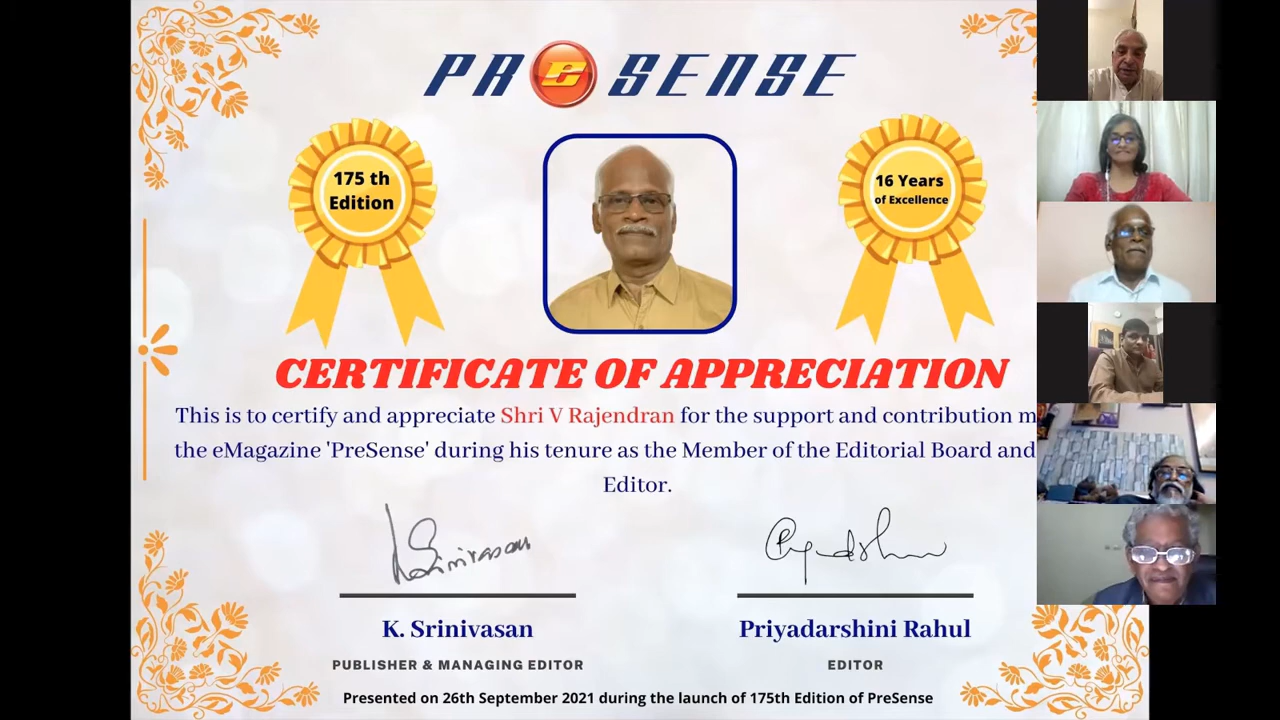 PReSENSE
175 th
Edition
16 Years
of Excellence
CERTIFICATE OF APPRECIATION
This is to certify and appreciate Shri V Rajendran for the support and contribution m
the eMagazine 'PreSense' during his tenure as the Member of the Editorial Board and
Editor.
K. Srinivasan
Priyadarshini Rahul
PUBLISHER & MANAGING EDITOR
EDITOR
Presented on 26th September 2021 during the launch of 175th Edition of PreSense